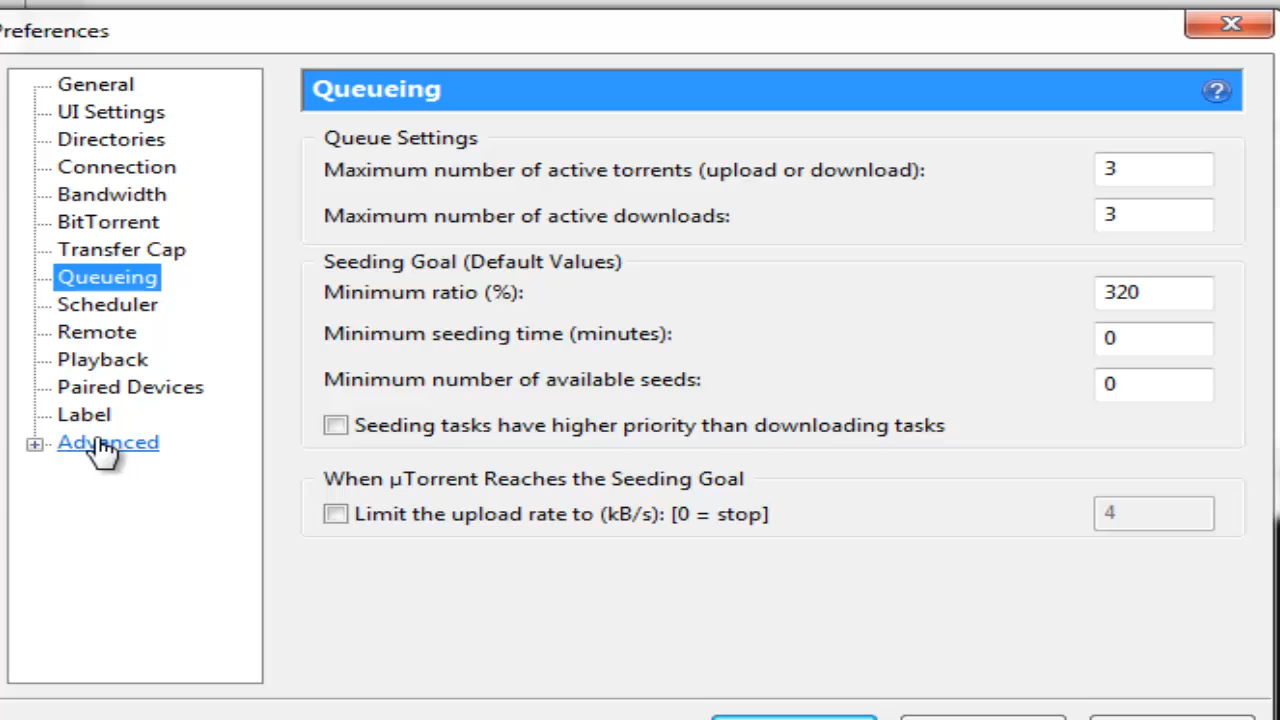 Preferences
General
UI Settings
Directories
Connection
Bandwidth
BitTorrent
Transfer Cap
Queueing
Scheduler
Remote
Playback
Paired Devices
Label
Advanced
Queueing
?
Queue Settings
Maximum number of active torrents (upload or download): 3
Maximum number of active downloads: 3
Seeding Goal (Default Values)
Minimum ratio (%): 320
Minimum seeding time (minutes): 0
Minimum number of available seeds: 0
Seeding tasks have higher priority than downloading tasks
When µTorrent Reaches the Seeding Goal
Limit the upload rate to (kB/s): [0 = stop] 4